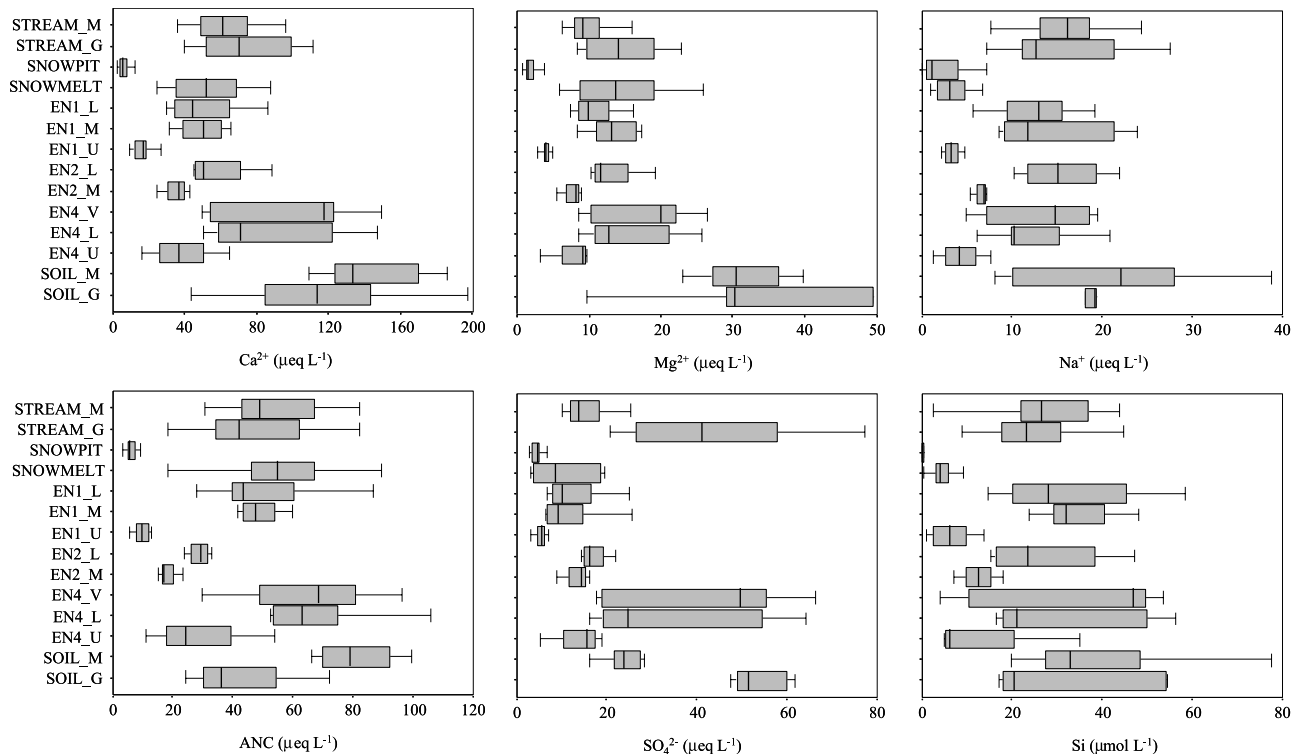 STREAM_M
STREAM_G
SNOWPIT
SNOWMELT
EN1_L
EN1_M
EN1_U
EN2_L
EN2_M
EN4_V
EN4_L
EN4_U
SOIL_M
SOIL_G
0 40 80 120 160 200
0 10 20 30 40 50
0 10 20 30 40
Ca²⁺ (µeq L⁻¹)
Mg²⁺ (µeq L⁻¹)
Na⁺ (µeq L⁻¹)
STREAM_M
STREAM_G
SNOWPIT
SNOWMELT
EN1_L
EN1_M
EN1_U
EN2_L
EN2_M
EN4_V
EN4_L
EN4_U
SOIL_M
SOIL_G
0 20 40 60 80 100 120
0 20 40 60 80
0 20 40 60 80
ANC (µeq L⁻¹)
SO₄²⁻ (µeq L⁻¹)
Si (µmol L⁻¹)